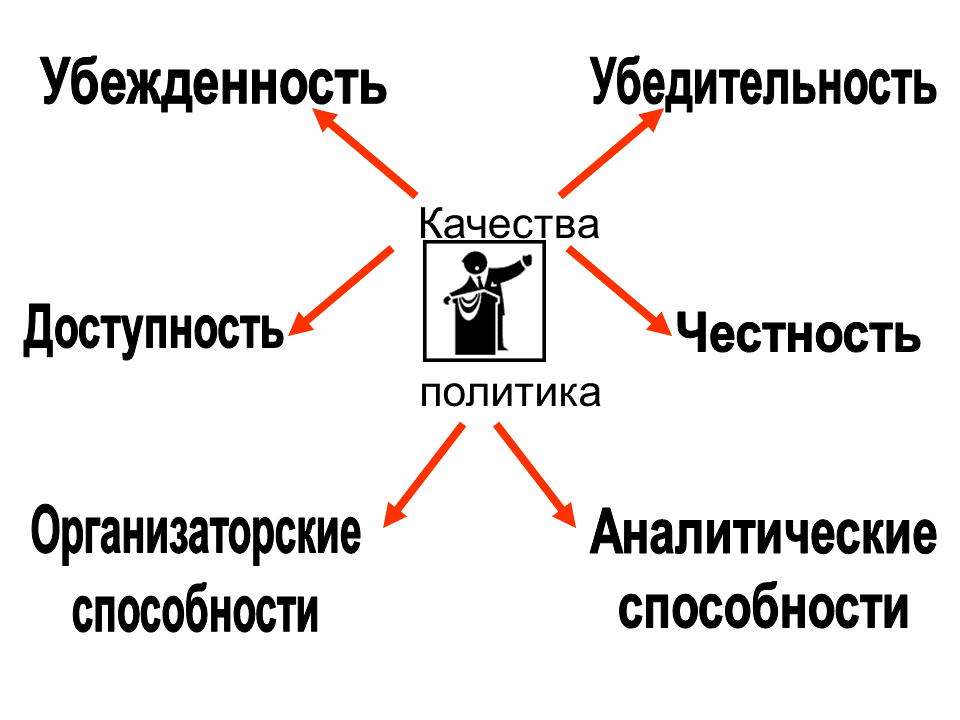 Убежденность
Убедительность
Качества
Доступность
Честность
политика
Организаторские
способности
Аналитические
способности